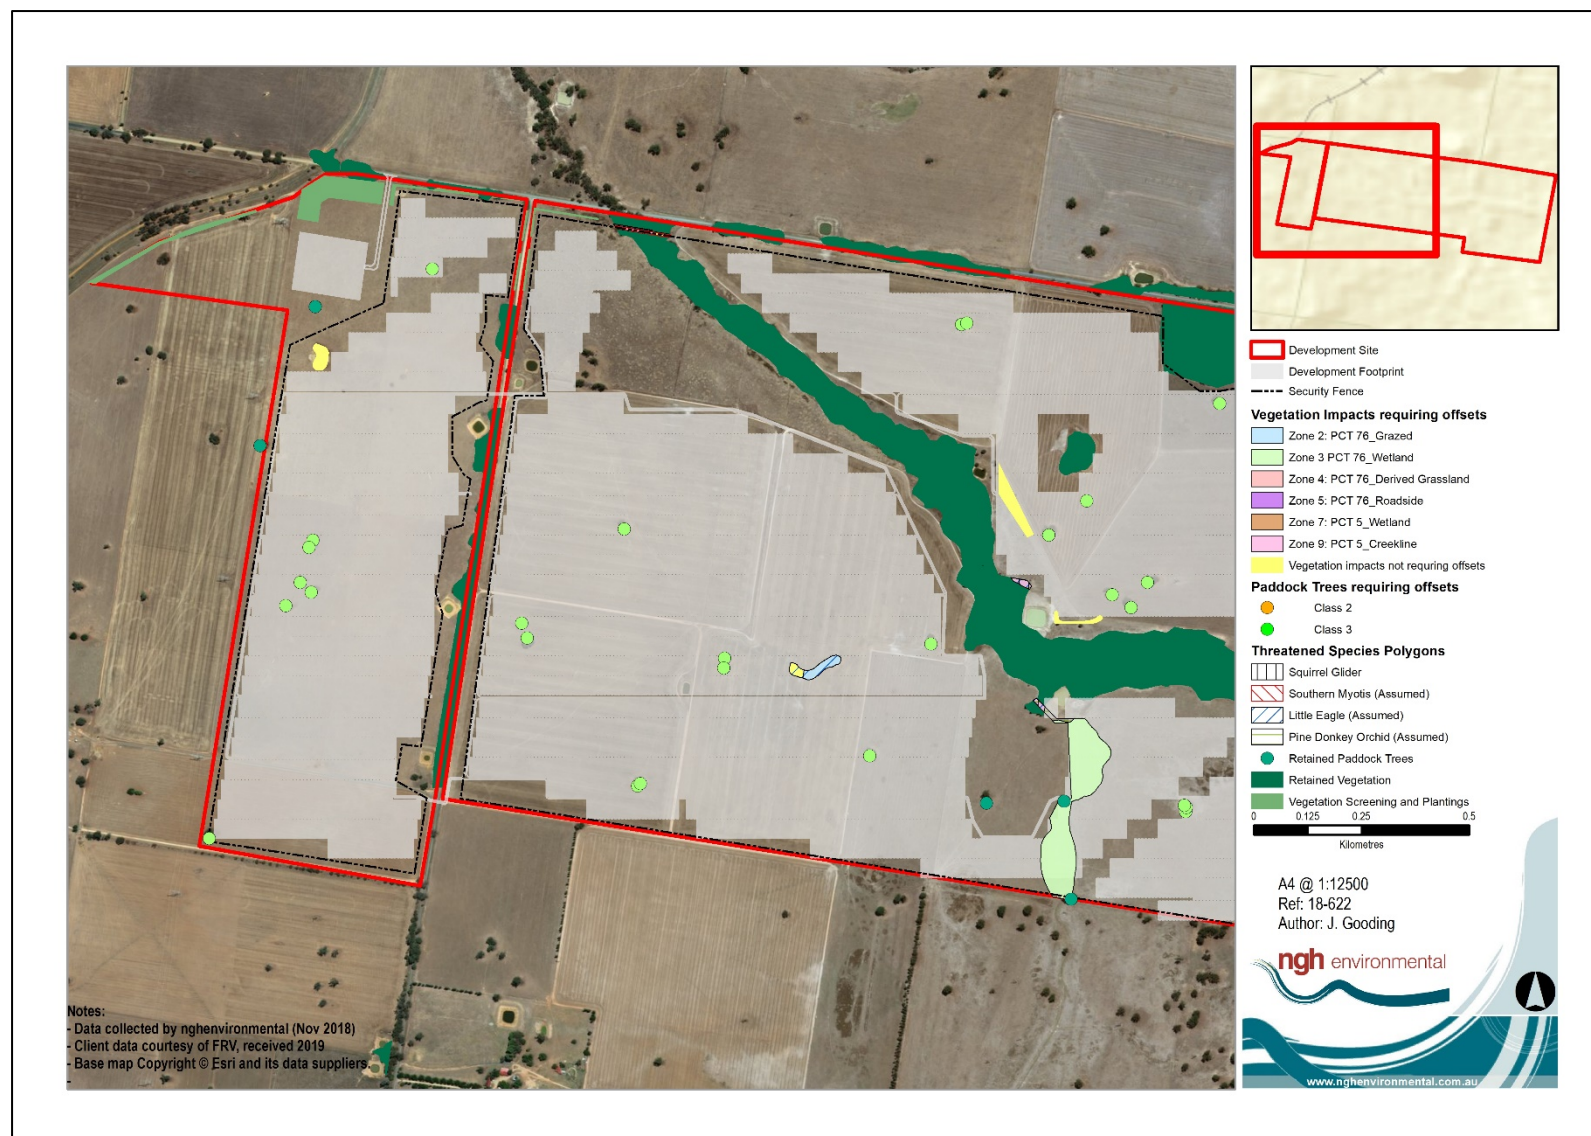 Development Site
Development Footprint
Security Fence
Vegetation Impacts requiring offsets
Zone 2: PCT 76_Grazed
Zone 3 PCT 76_Wetland
Zone 4: PCT 76_Derived Grassland
Zone 5: PCT 76_Roadside
Zone 7: PCT 5_Wetland
Zone 9: PCT 5_Creekline
Vegetation impacts not requring offsets
Paddock Trees requiring offsets
Class 2
Class 3
Threatened Species Polygons
Squirrel Glider
Southern Myotis (Assumed)
Little Eagle (Assumed)
Pine Donkey Orchid (Assumed)
Retained Paddock Trees
Retained Vegetation
Vegetation Screening and Plantings
0 0.125 0.25 0.5
Kilometres
A4 @ 1:12500
Ref: 18-622
Author: J. Gooding
ngh environmental
www.nghenvironmental.com.au
Notes:
- Data collected by nghenvironmental (Nov 2018)
- Client data courtesy of FRV, received 2019
- Base map Copyright © Esri and its data suppliers.
-